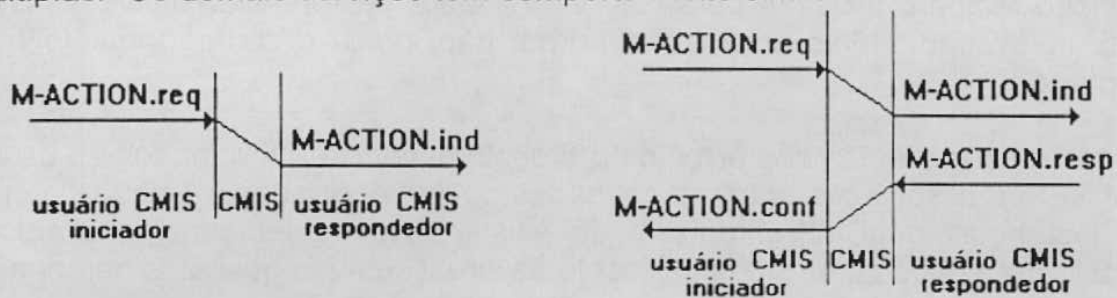 M-ACTION.req
M-ACTION.ind
usuário CMIS
iniciador
CMIS
usuário CMIS
respondedor
M-ACTION.req
M-ACTION.ind
M-ACTION.resp
M-ACTION.conf
usuário CMIS
iniciador
CMIS
usuário CMIS
respondedor